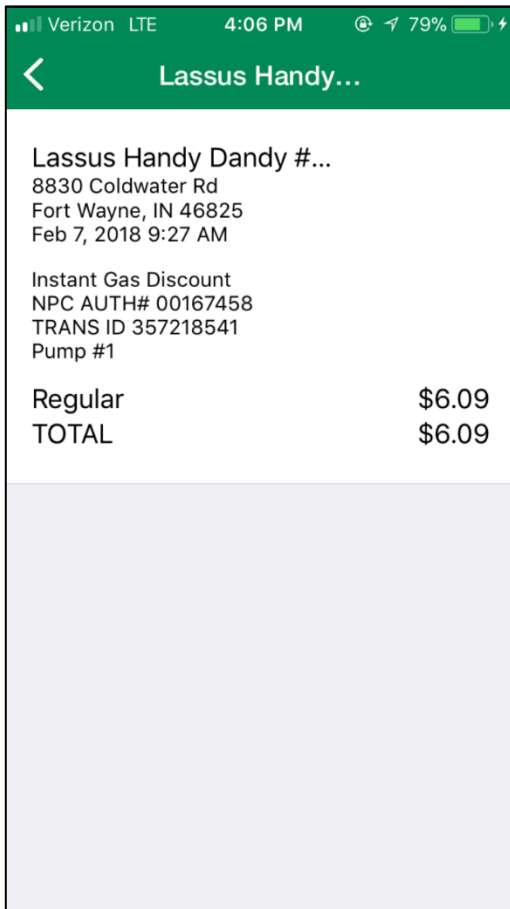 Verizon LTE 4:06 PM 79%
Lassus Handy...
Lassus Handy Dandy #...
8830 Coldwater Rd
Fort Wayne, IN 46825
Feb 7, 2018 9:27 AM
Instant Gas Discount
NPC AUTH# 00167458
TRANS ID 357218541
Pump #1
Regular $6.09
TOTAL $6.09